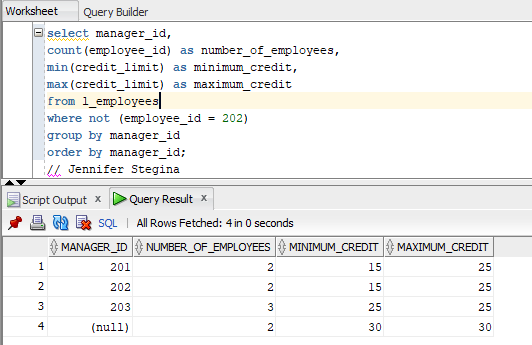 Worksheet Query Builder
select manager_id,
count(employee_id) as number_of_employees,
min(credit_limit) as minimum_credit,
max(credit_limit) as maximum_credit
from l_employees
where not (employee_id = 202)
group by manager_id
order by manager_id;
// Jennifer Stegina
Script Output x Query Result x
SQL | All Rows Fetched: 4 in 0 seconds
MANAGER_ID NUMBER_OF_EMPLOYEES MINIMUM_CREDIT MAXIMUM_CREDIT
1 201 2 15 25
2 202 2 15 25
3 203 3 25 25
4 (null) 2 30 30